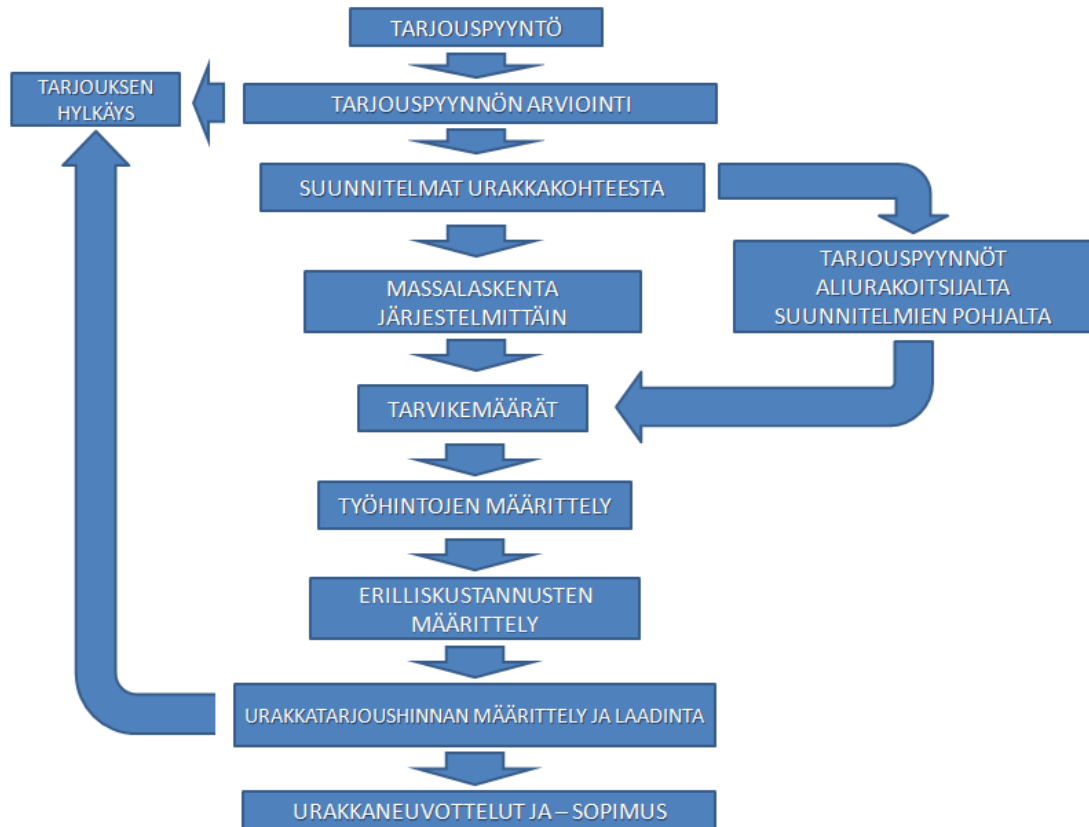 TARJOUSPYYNTÖ
TARJOUKSEN
HYLKÄYS
TARJOUSPYYNNÖN ARVIOINTI
SUUNNITELMAT URAKKAKOHTEESTA
TARJOUSPYYNNÖT
ALIURAKOITSIJALTA
SUUNNITELMIEN POHJALTA
MASSALASKENTA
JÄRJESTELMITTÄIN
TARVIKEMÄÄRÄT
TYÖHINTOJEN MÄÄRITTELY
ERILLISKUSTANNUSTEN
MÄÄRITTELY
URAKKATARJOUSHINNAN MÄÄRITTELY JA LAADINTA
URAKKANEUVOTTELUT JA – SOPIMUS